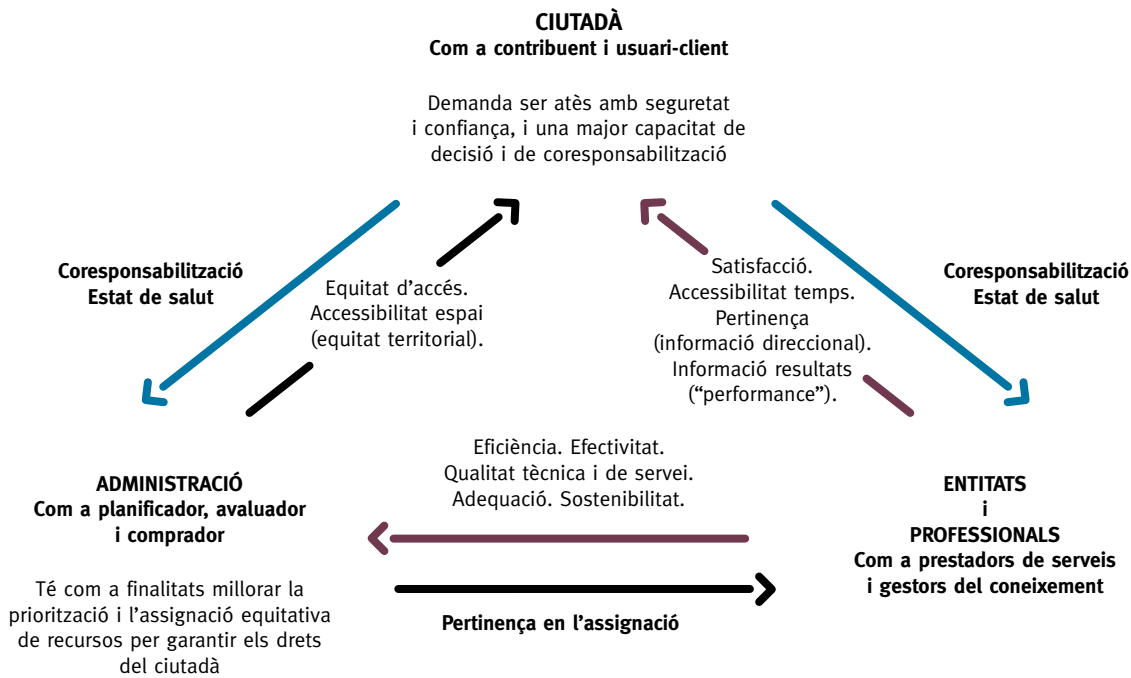 CIUTADÀ
Com a contribuent i usuari-client
Demanda ser atès amb seguretat
i confiança, i una major capacitat de
decisió i de coresponsabilització
Coresponsabilització
Estat de salut
Equitat d’accés.
Accessibilitat espai
(equitat territorial).
Satisfacció.
Accessibilitat temps.
Pertinença
(informació direccional).
Informació resultats
(“performance”).
Coresponsabilització
Estat de salut
Eficiència. Efectivitat.
Qualitat tècnica i de servei.
Adequació. Sostenibilitat.
ADMINISTRACIÓ
Com a planificador, avaluador
i comprador
Té com a finalitats millorar la
priorització i l’assignació equitativa
de recursos per garantir els drets
del ciutadà
ENTITATS
i
PROFESSIONALS
Com a prestadors de serveis
i gestors del coneixement
Pertinença en l’assignació